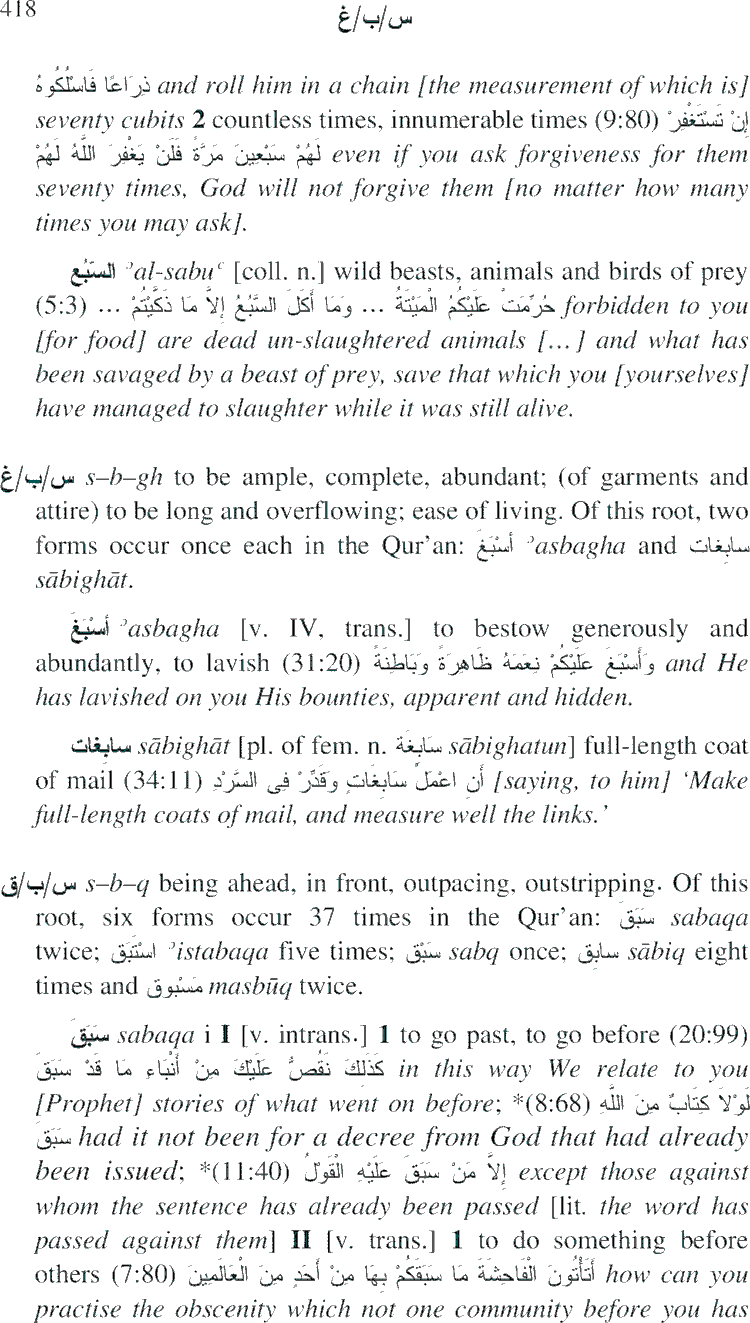 418
س/ب/غ
ذِرَاعًا فَاسْلُكُوهُ and roll him in a chain [the measurement of which is]
seventy cubits 2 countless times, innumerable times (9:80) إِنْ تَسْتَغْفِرْ
لَهُمْ سَبْعِينَ مَرَّةً فَلَنْ يَغْفِرَ اللَّهُ لَهُمْ even if you ask forgiveness for them
seventy times, God will not forgive them [no matter how many
times you may ask].
السَّبُع ʾal-sabuʿ [coll. n.] wild beasts, animals and birds of prey
(5:3) حُرِّمَتْ عَلَيْكُمُ الْمَيْتَةُ ... وَمَا أَكَلَ السَّبُعُ إِلاَّ مَا ذَكَّيْتُمْ ... forbidden to you
[for food] are dead un-slaughtered animals [...] and what has
been savaged by a beast of prey, save that which you [yourselves]
have managed to slaughter while it was still alive.
س/ب/غ s–b–gh to be ample, complete, abundant; (of garments and
attire) to be long and overflowing; ease of living. Of this root, two
forms occur once each in the Qur'an: أَسْبَغَ ʾasbagha and سابِغات
sābighāt.
أَسْبَغَ ʾasbagha [v. IV, trans.] to bestow generously and
abundantly, to lavish (31:20) وَأَسْبَغَ عَلَيْكُمْ نِعَمَهُ ظَاهِرَةً وَبَاطِنَةً and He
has lavished on you His bounties, apparent and hidden.
سابِغات sābighāt [pl. of fem. n. سَابِغَة sābighatun] full-length coat
of mail (34:11) أَنِ اعْمَلْ سَابِغَاتٍ وَقَدِّرْ فِى السَّرْدِ [saying, to him] ‘Make
full-length coats of mail, and measure well the links.’
س/ب/ق s–b–q being ahead, in front, outpacing, outstripping. Of this
root, six forms occur 37 times in the Qur'an: سَبَقَ sabaqa
twice; اسْتَبَقَ ʾistabaqa five times; سَبْق sabq once; سابِق sābiq eight
times and مَسْبُوق masbūq twice.
سَبَقَ sabaqa i I [v. intrans.] 1 to go past, to go before (20:99)
كَذَلِكَ نَقُصُّ عَلَيْكَ مِنْ أَنْبَاءِ مَا قَدْ سَبَقَ in this way We relate to you
[Prophet] stories of what went on before; *(8:68) لَوْلاَ كِتَابٌ مِنَ اللَّهِ
سَبَقَ had it not been for a decree from God that had already
been issued; *(11:40) إِلاَّ مَنْ سَبَقَ عَلَيْهِ الْقَوْلُ except those against
whom the sentence has already been passed [lit. the word has
passed against them] II [v. trans.] 1 to do something before
others (7:80) أَتَأْتُونَ الْفَاحِشَةَ مَا سَبَقَكُمْ بِهَا مِنْ أَحَدٍ مِنَ الْعَالَمِينَ how can you
practise the obscenity which not one community before you has